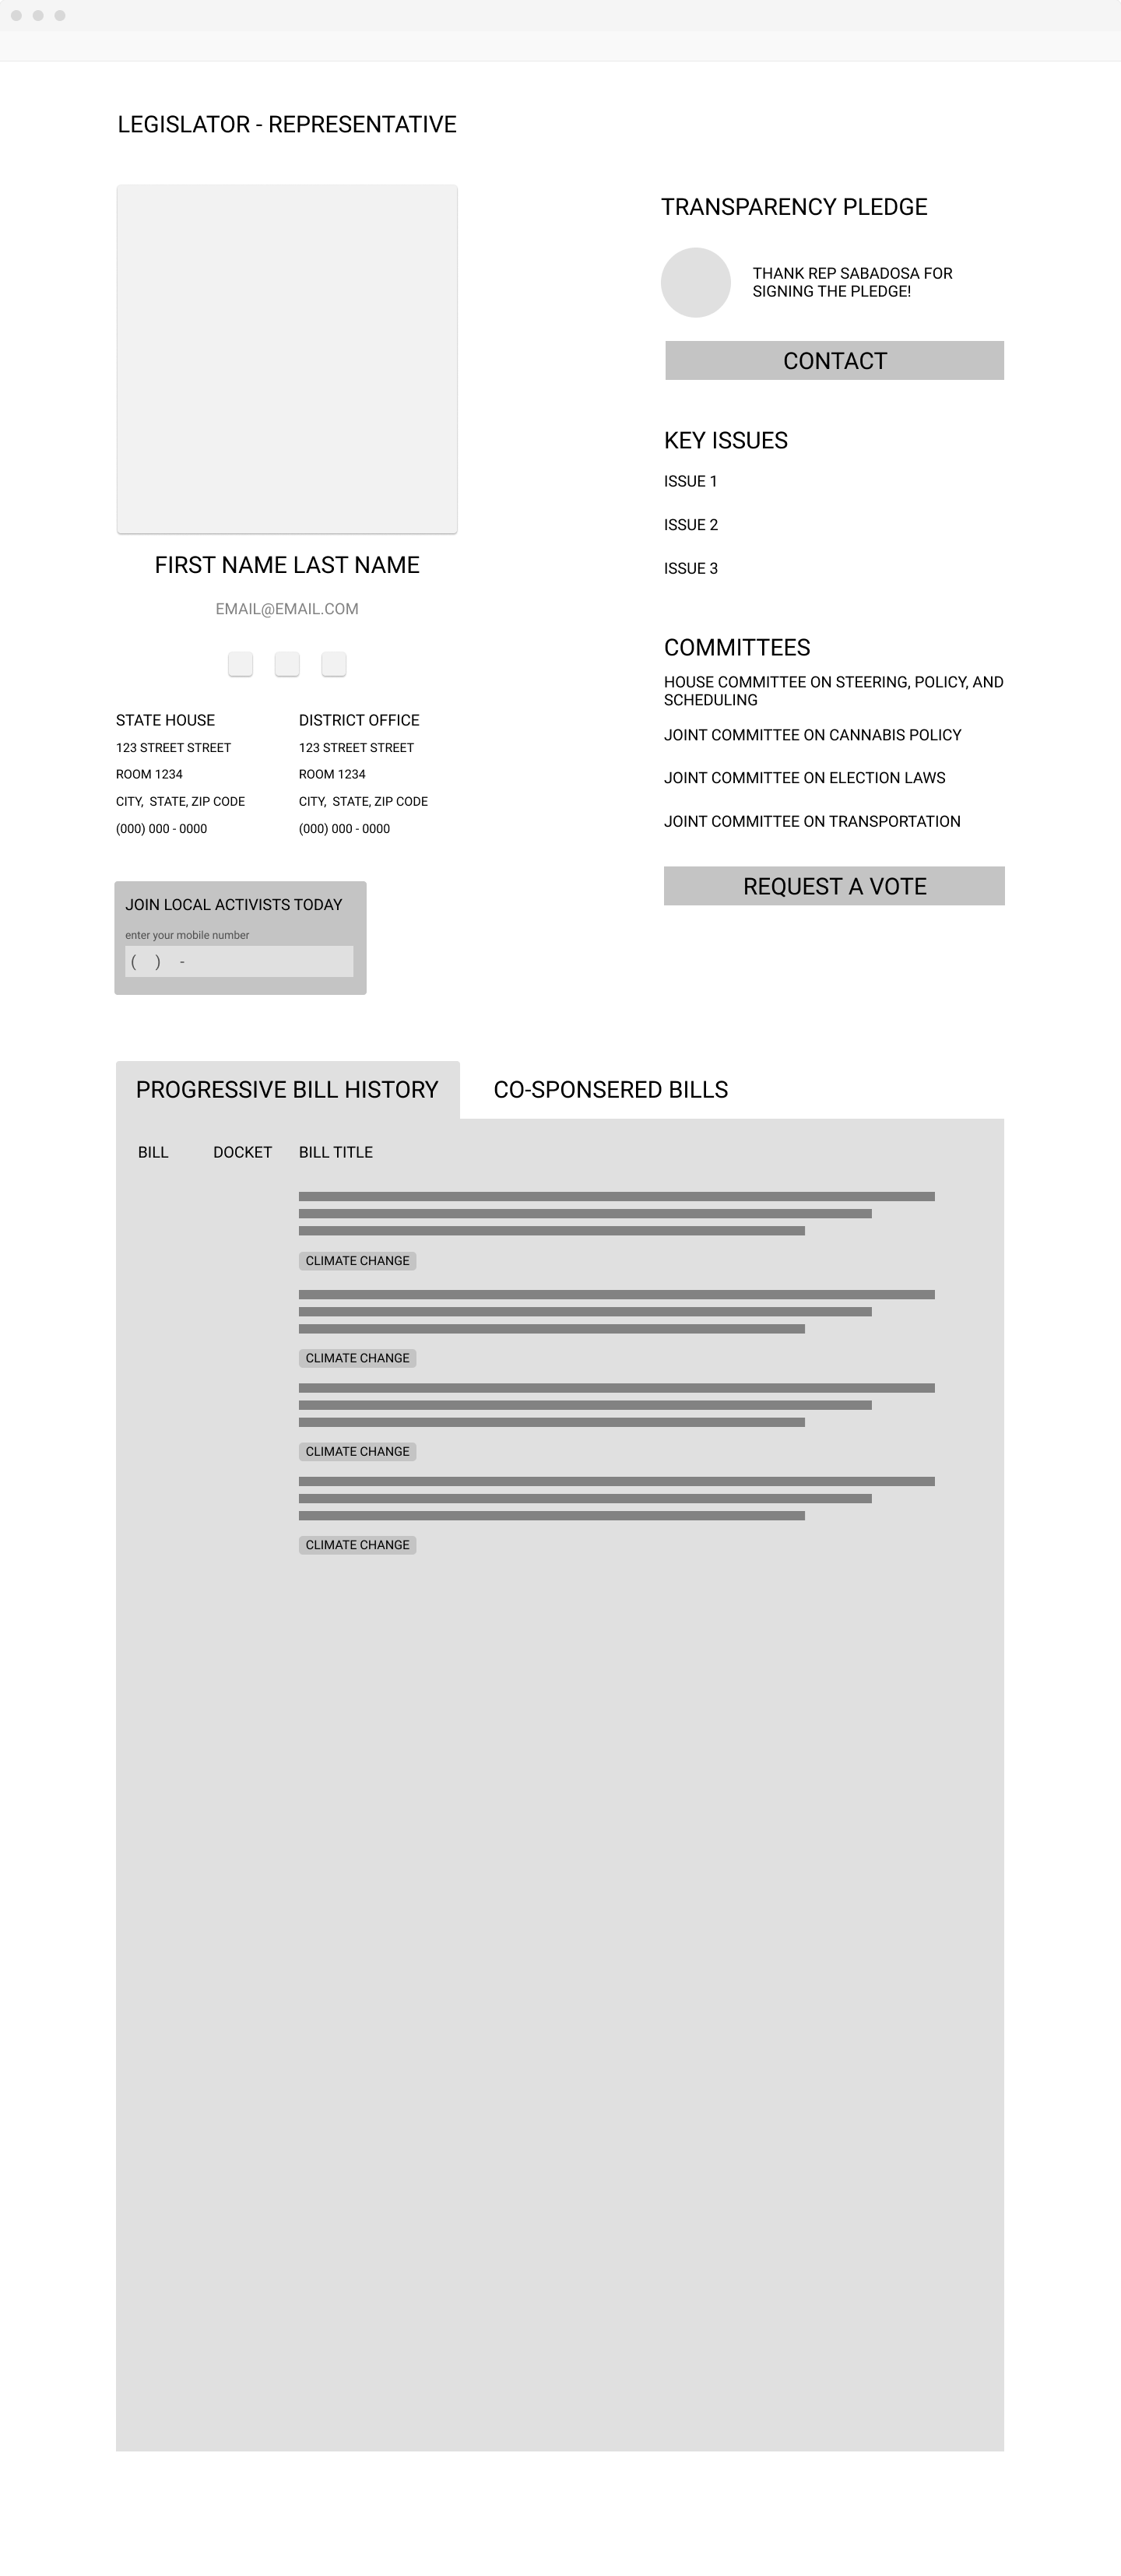 LEGISLATOR - REPRESENTATIVE
FIRST NAME LAST NAME
EMAIL@EMAIL.COM
STATE HOUSE
123 STREET STREET
ROOM 1234
CITY, STATE, ZIP CODE
(000) 000 - 0000
DISTRICT OFFICE
123 STREET STREET
ROOM 1234
CITY, STATE, ZIP CODE
(000) 000 - 0000
JOIN LOCAL ACTIVISTS TODAY
enter your mobile number
( ) -
TRANSPARENCY PLEDGE
THANK REP SABADOSA FOR
SIGNING THE PLEDGE!
CONTACT
KEY ISSUES
ISSUE 1
ISSUE 2
ISSUE 3
COMMITTEES
HOUSE COMMITTEE ON STEERING, POLICY, AND
SCHEDULING
JOINT COMMITTEE ON CANNABIS POLICY
JOINT COMMITTEE ON ELECTION LAWS
JOINT COMMITTEE ON TRANSPORTATION
REQUEST A VOTE
PROGRESSIVE BILL HISTORY
CO-SPONSERED BILLS
BILL DOCKET BILL TITLE
CLIMATE CHANGE
CLIMATE CHANGE
CLIMATE CHANGE
CLIMATE CHANGE